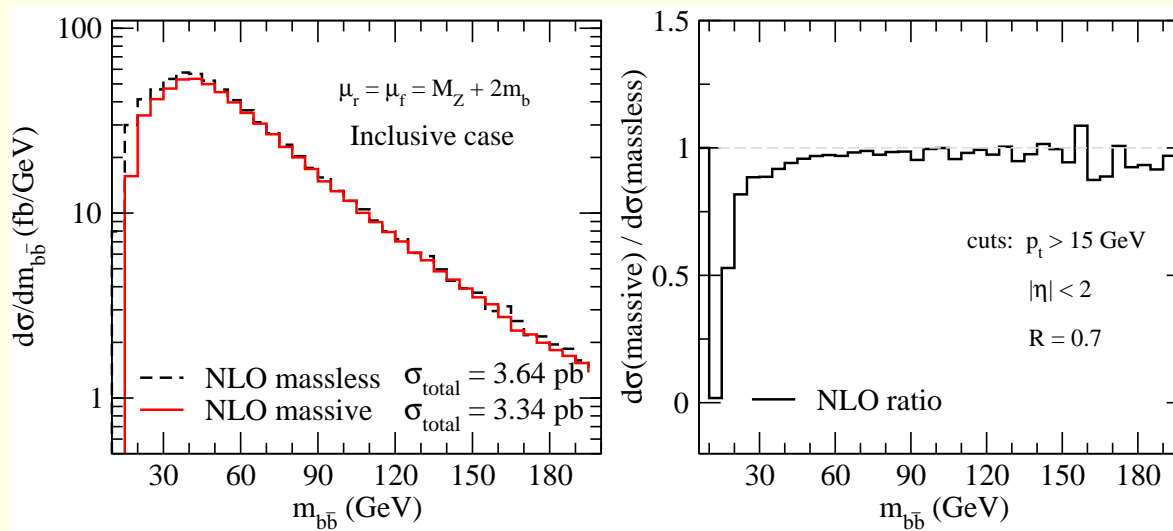 100
10
1
dσ/dm_{bb̄} (fb/GeV)
μ_r = μ_f = M_Z + 2m_b
Inclusive case
NLO massless σ_total = 3.64 pb
NLO massive σ_total = 3.34 pb
30 60 90 120 150 180
m_{bb̄} (GeV)
1.5
1
0.5
0
dσ(massive) / dσ(massless)
cuts: p_t > 15 GeV
|η| < 2
R = 0.7
NLO ratio
30 60 90 120 150 180
m_{bb̄} (GeV)